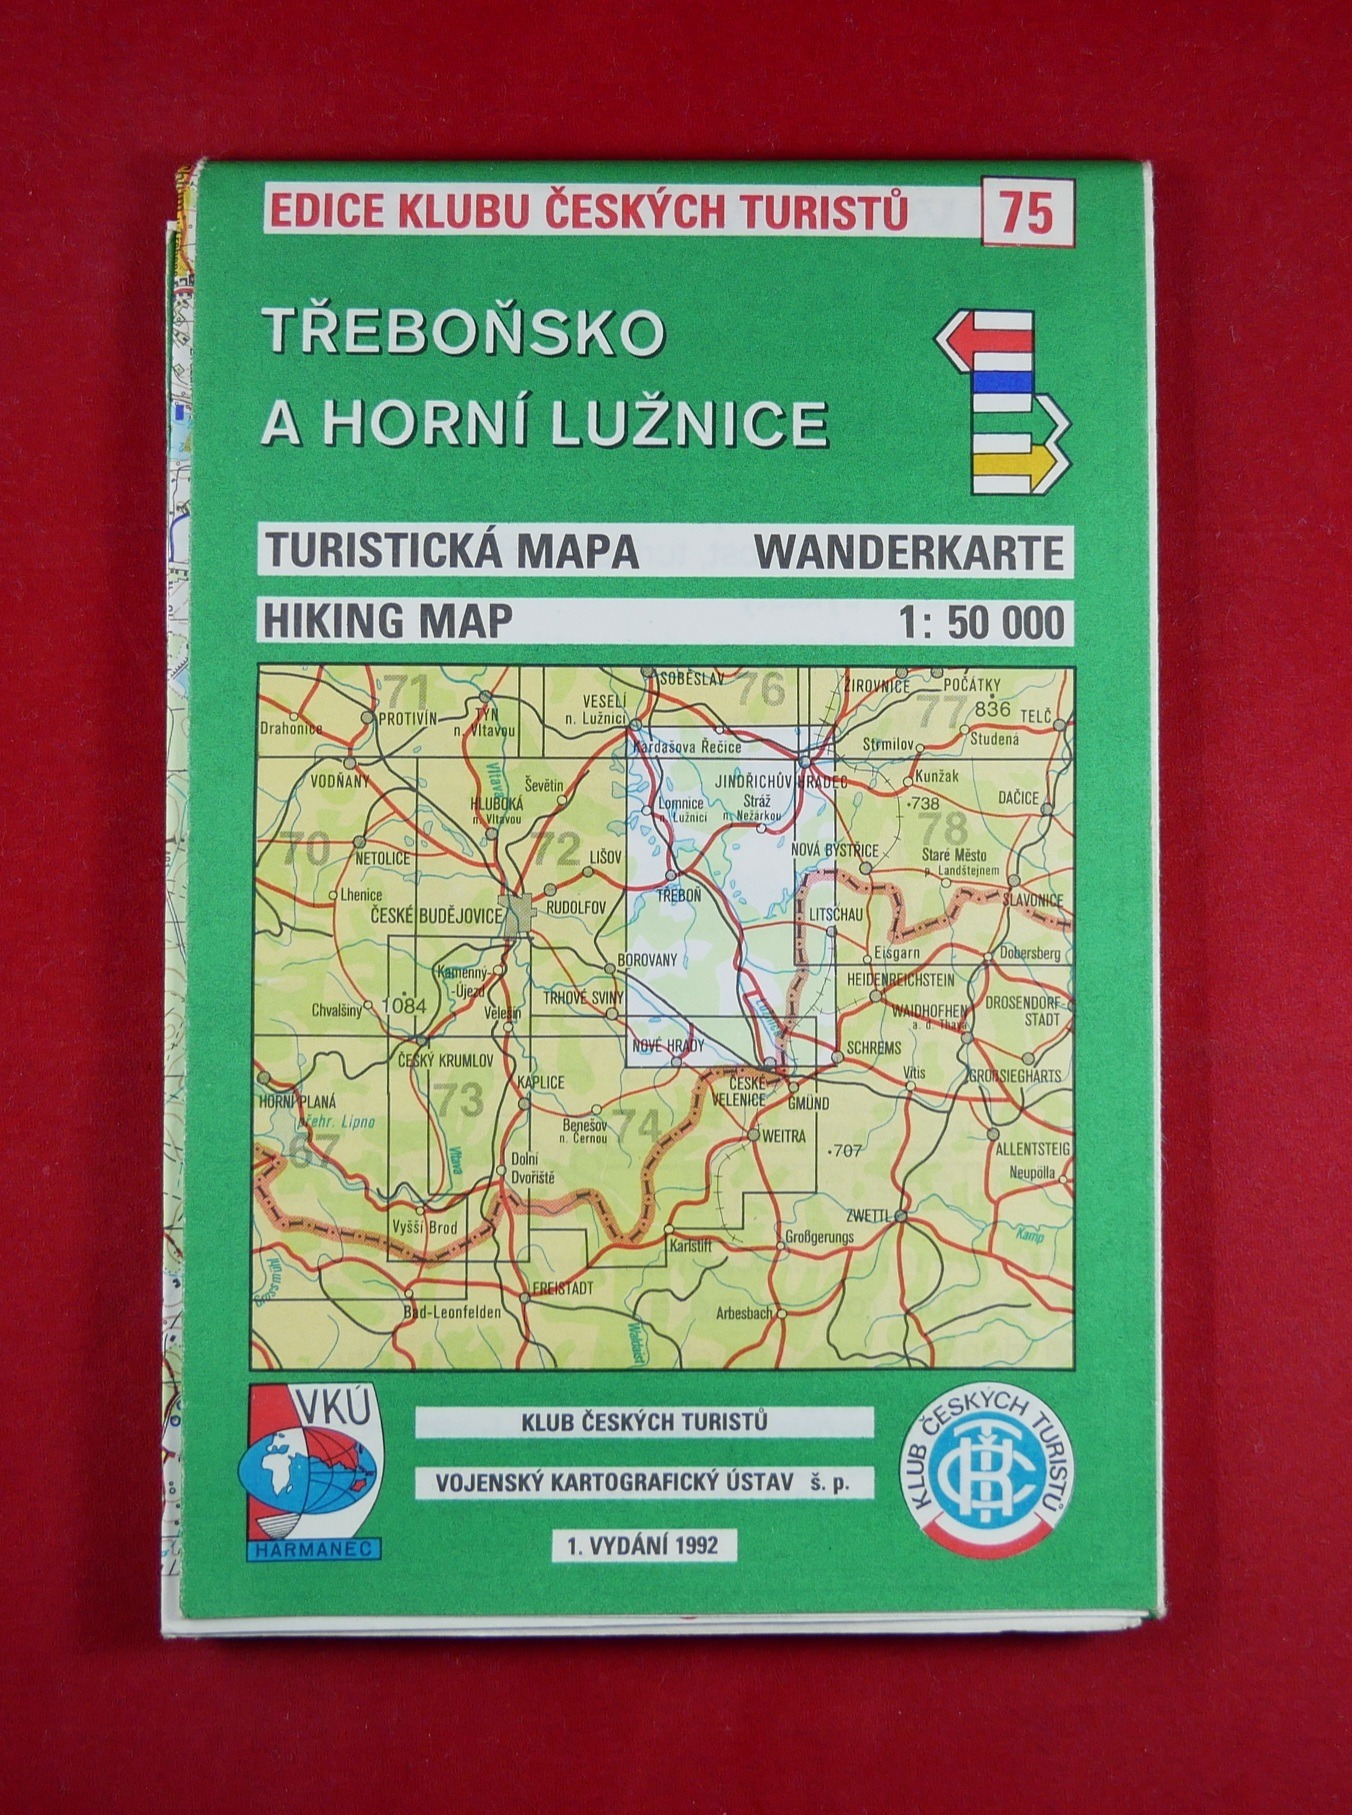 EDICE KLUBU ČESKÝCH TURISTŮ 75
TŘEBOŇSKO
A HORNÍ LUŽNICE
TURISTICKÁ MAPA WANDERKARTE
HIKING MAP 1: 50 000
71
76
SOBĚSLAV
ŽIROVNICE
POČÁTKY
77
836
TELČ
Drahonice
PROTIVÍN
TÝN
n. Vltavou
VESELÍ
n. Lužnicí
Kardašova Řečice
Strmilov
Studená
VODŇANY
Vltava
Ševětín
HLUBOKÁ
n. Vltavou
JINDŘICHŮV HRADEC
Kunžak
DAČICE
Lomnice
n. Lužnicí
Stráž
n. Nežárkou
738
78
70
NETOLICE
72
LIŠOV
NOVÁ BYSTŘICE
Staré Město
p. Landštejnem
Lhenice
ČESKÉ BUDĚJOVICE
RUDOLFOV
TŘEBOŇ
LITSCHAU
SLAVONICE
Kamenný-
-Újezd
BOROVANY
Eisgarn
Dobersberg
Chvalšiny
1084
Velešín
TRHOVÉ SVINY
Lužnice
HEIDENREICHSTEIN
WAIDHOFEN
a. d. Thaya
DROSENDORF-
STADT
ČESKÝ KRUMLOV
NOVÉ HRADY
SCHREMS
HORNÍ PLANÁ
73
KAPLICE
ČESKÉ
VELENICE
GMÜND
Vitis
GROßSIEGHARTS
přehr. Lipno
67
Benešov
n. Černou
74
WEITRA
707
ALLENTSTEIG
Vltava
Dolní
Dvořiště
Neupölla
Vyšší Brod
ZWETTL
Karlstift
Großgerungs
Kamp
FREISTADT
Bad-Leonfelden
Arbesbach
Waldaist
VKÚ
HARMANEC
KLUB ČESKÝCH TURISTŮ
VOJENSKÝ KARTOGRAFICKÝ ÚSTAV š. p.
1. VYDÁNÍ 1992
KLUB ČESKÝCH TURISTŮ
KČT